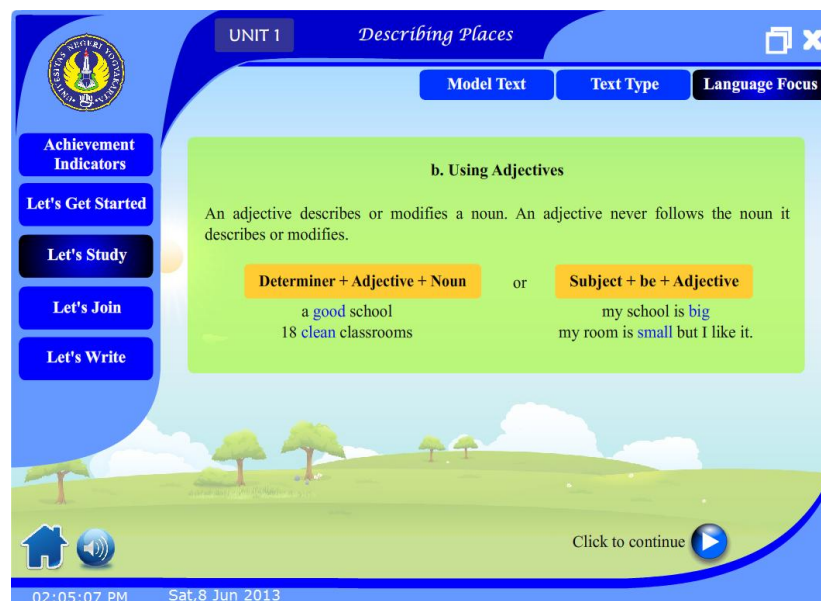 UNIT 1
Describing Places
UNIVERSITAS NEGERI YOGYAKARTA
Model Text
Text Type
Language Focus
Achievement
Indicators
Let's Get Started
Let's Study
Let's Join
Let's Write
b. Using Adjectives
An adjective describes or modifies a noun. An adjective never follows the noun it
describes or modifies.
Determiner + Adjective + Noun
or
Subject + be + Adjective
a good school
my school is big
18 clean classrooms
my room is small but I like it.
Click to continue
02:05:07 PM
Sat,8 Jun 2013